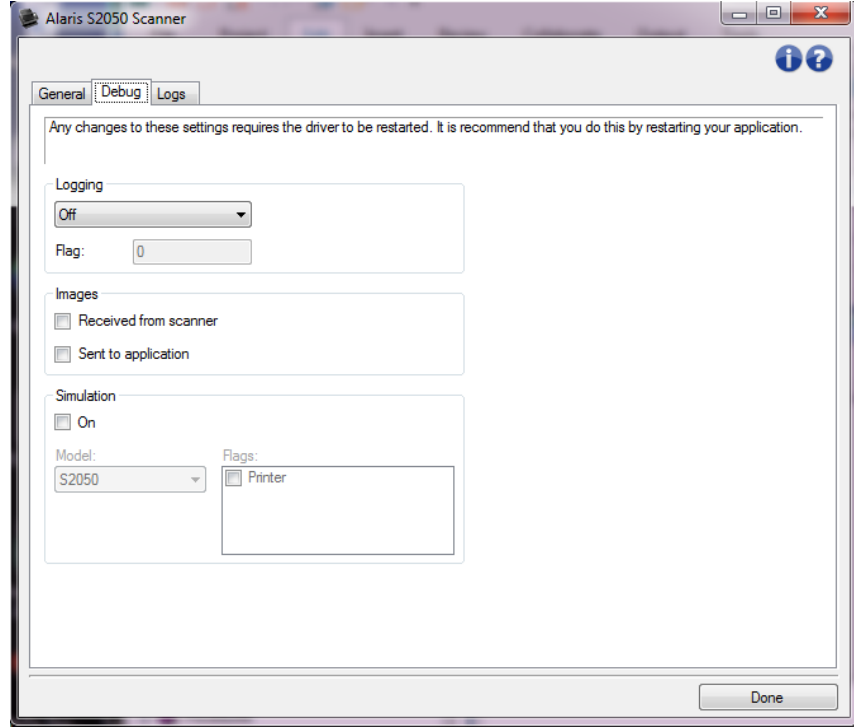 Alaris S2050 Scanner
General Debug Logs
Any changes to these settings requires the driver to be restarted. It is recommend that you do this by restarting your application.
Logging
Off
Flag: 0
Images
Received from scanner
Sent to application
Simulation
On
Model: Flags:
S2050 Printer
Done